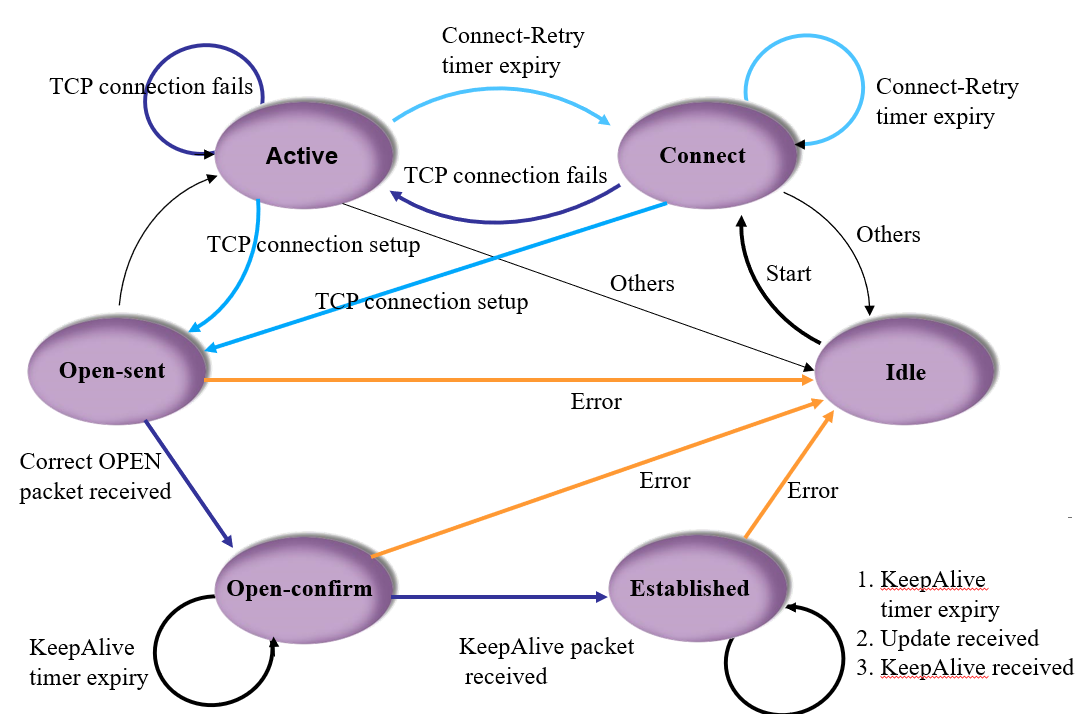 Connect-Retry
timer expiry
TCP connection fails
Connect-Retry
timer expiry
Active
Connect
TCP connection fails
TCP connection setup
Others
Start
Others
TCP connection setup
Open-sent
Idle
Error
Correct OPEN
packet received
Error
Error
Open-confirm
Established
1. KeepAlive
timer expiry
2. Update received
3. KeepAlive received
KeepAlive
timer expiry
KeepAlive packet
received